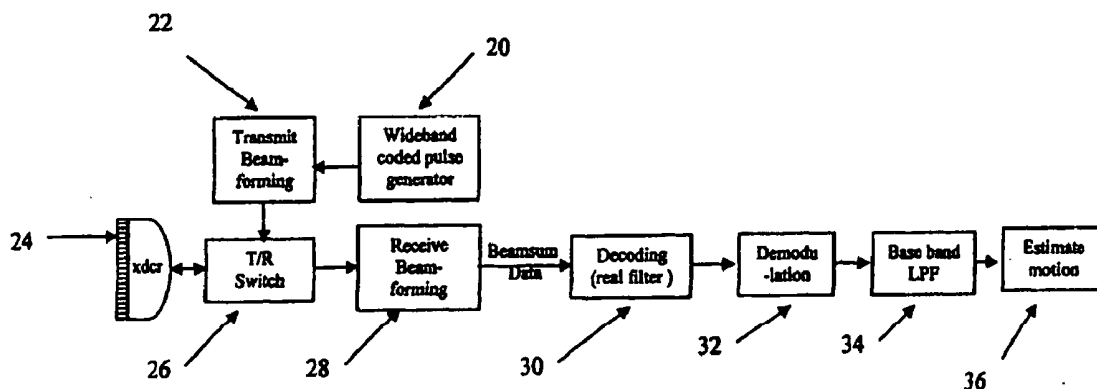 22
20
Transmit
Beam-
forming
Wideband
coded pulse
generator
24
xdcr
T/R
Switch
Receive
Beam-
forming
Beamsum
Data
Decoding
(real filter )
Demodu
-lation
Base band
LPF
Estimate
motion
26
28
30
32
34
36